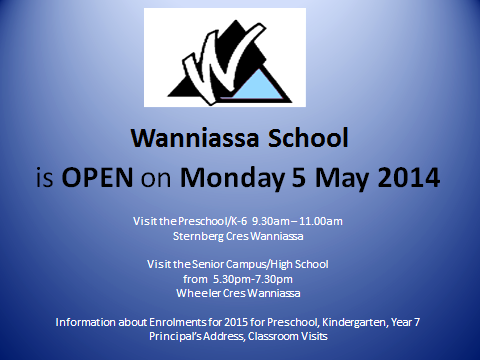 W
Wanniassa School
is OPEN on Monday 5 May 2014
Visit the Preschool/K-6 9.30am – 11.00am
Sternberg Cres Wanniassa
Visit the Senior Campus/High School
from 5.30pm-7.30pm
Wheeler Cres Wanniassa
Information about Enrolments for 2015 for Preschool, Kindergarten, Year 7
Principal's Address, Classroom Visits